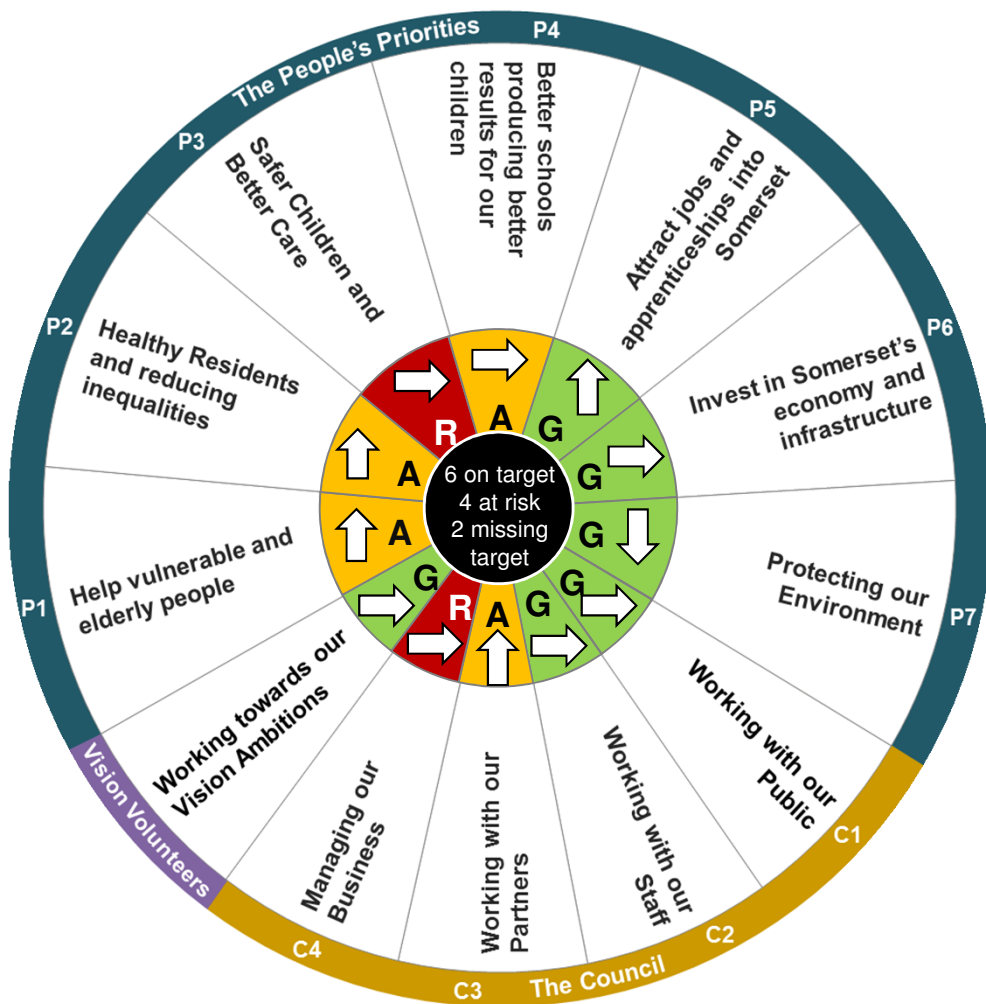 The People's Priorities
P1
Help vulnerable and
elderly people
A
P2
Healthy Residents
and reducing
inequalities
A
P3
Safer Children and
Better Care
R
P4
Better schools
producing better
results for our
children
A
P5
Attract jobs and
apprenticeships into
Somerset
G
P6
Invest in Somerset's
economy and
infrastructure
G
P7
Protecting our
Environment
G
The Council
C1
Working with our
Public
G
C2
Working with our
Staff
G
C3
Working with our
Partners
A
C4
Managing our
Business
R
Vision Volunteers
Working towards our
Vision Ambitions
G
6 on target
4 at risk
2 missing
target